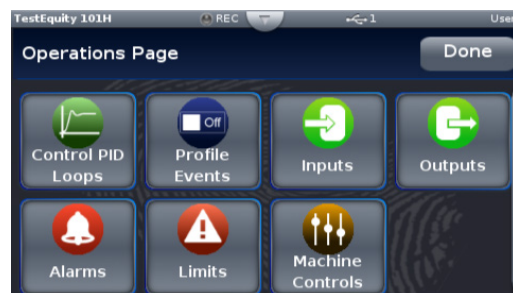 TestEquity 101H REC 1 User
Operations Page Done
Control PID
Loops
Profile
Events
Off
Inputs
Outputs
Alarms
Limits
Machine
Controls